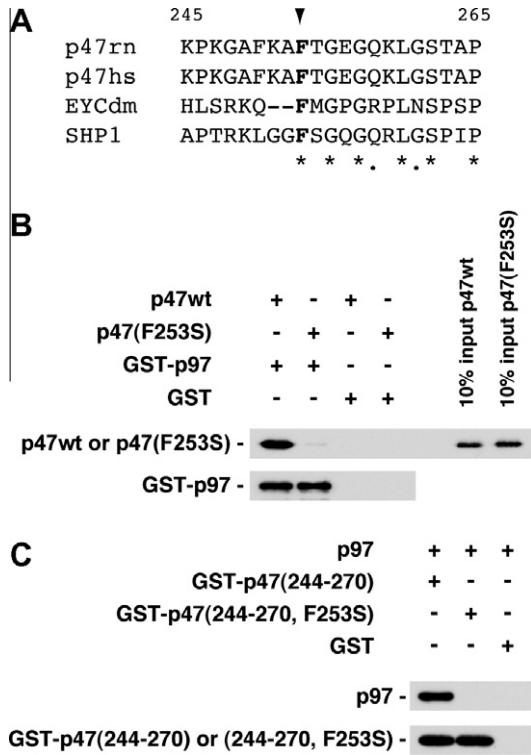 A
245 265
p47rn KPKGAFKAFTGEGQKLGSTAP
p47hs KPKGAFKAFTGEGQKLGSTAP
EYCdm HLSRKQ--FMGPGRPLNSPSP
SHP1 APTRKLGGFSGQGQRLGSPIP
* * *. *.* *
B
p47wt + - + -
p47(F253S) - + - +
GST-p97 + + - -
GST - - + +
10% input p47wt
10% input p47(F253S)
p47wt or p47(F253S) -
GST-p97 -
C
p97 + + +
GST-p47(244-270) + - -
GST-p47(244-270, F253S) - + -
GST - - +
p97 -
GST-p47(244-270) or (244-270, F253S) -